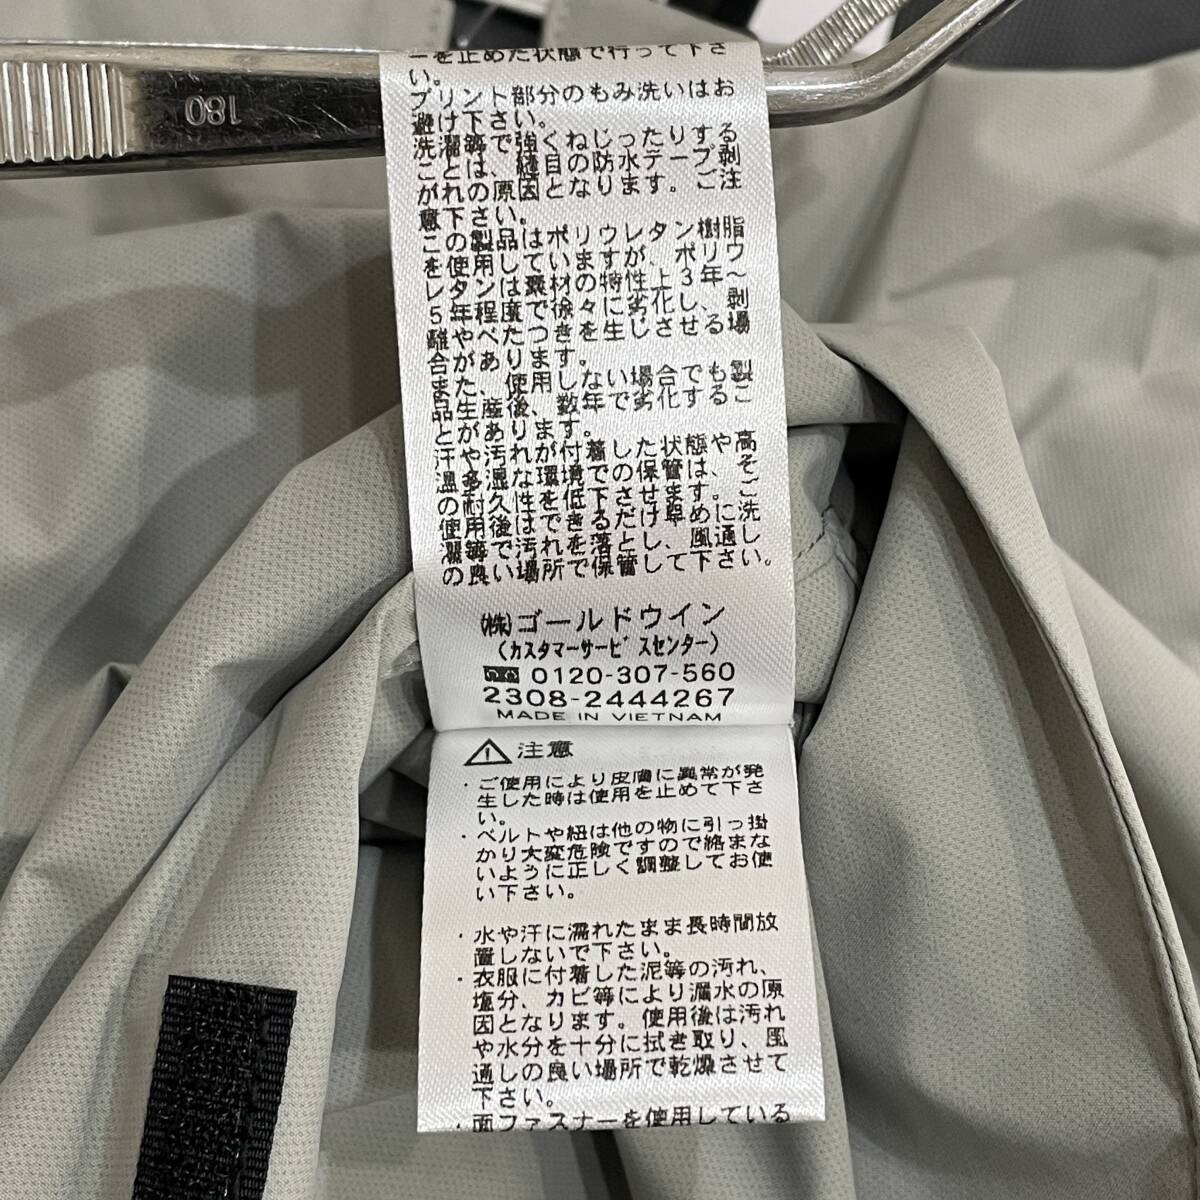 180
ーを止めた状態で行って下さ
い。
プリント部分のもみ洗いはお
避け下さい。
洗濯等で強くねじったりする
ことは、縫目の防水テープ剥
がれの原因となります。ご注
意下さい。
この製品はポリウレタン樹脂
を使用していますが、ポリウ
レタンは素材の特性上3年～
5年程度で徐々に劣化し、剥
離やべたつきを生じさせる場
合があります。
また、使用しない場合でも製
品生産後、数年で劣化するこ
とがあります。
汗や汚れが付着した状態や高
温多湿な環境での保管は、そ
の耐久性を低下させます。ご
使用後はできるだけ早めに洗
濯等で汚れを落とし、風通し
の良い場所で保管して下さい。
(株)ゴールドウイン
(カスタマーサービスセンター)
0120-307-560
2308-2444267
MADE IN VIETNAM
注意
・ご使用により皮膚に異常が発
生した時は使用を止めて下さ
い。
・ベルトや紐は他の物に引っ掛
かり大変危険ですので絡まな
いように正しく調整してお使
い下さい。
・水や汗に濡れたまま長時間放
置しないで下さい。
・衣服に付着した泥等の汚れ、
塩分、カビ等により漏水の原
因となります。使用後は汚れ
や水分を十分に拭き取り、風
通しの良い場所で乾燥させて
下さい。
・面ファスナーを使用している